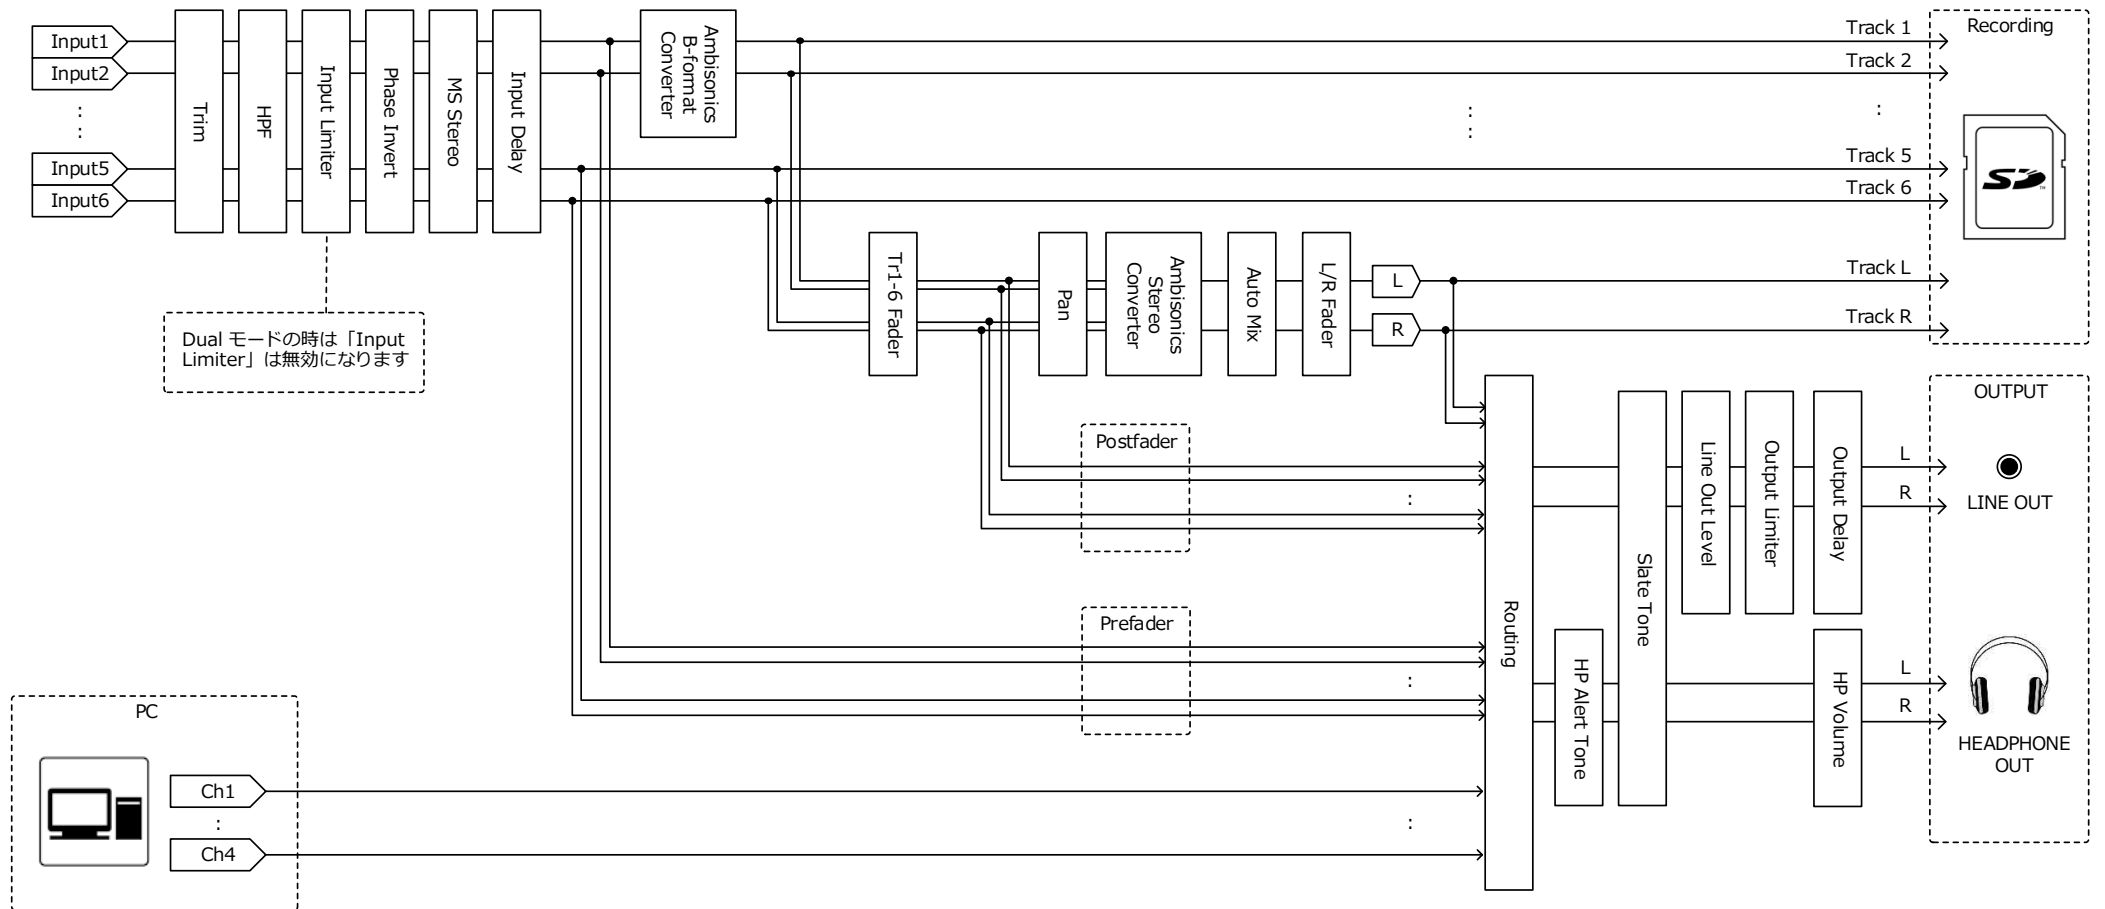 Input1
Input2
:
:
Input5
Input6
Trim
HPF
Input Limiter
Phase Invert
MS Stereo
Input Delay
Ambisonics
B-format
Converter
Track 1
Track 2
:
:
:
Track 5
Track 6
Track L
Track R
Recording
SD
TM
Dual モードの時は「Input
Limiter」は無効になります
Tr1-6 Fader
Pan
Ambisonics
Stereo
Converter
Auto Mix
L/R Fader
L
R
Postfader
:
Prefader
:
PC
Ch1
:
Ch4
:
Routing
HP Alert Tone
Slate Tone
Line Out Level
Output Limiter
Output Delay
HP Volume
L
R
L
R
OUTPUT
LINE OUT
HEADPHONE
OUT